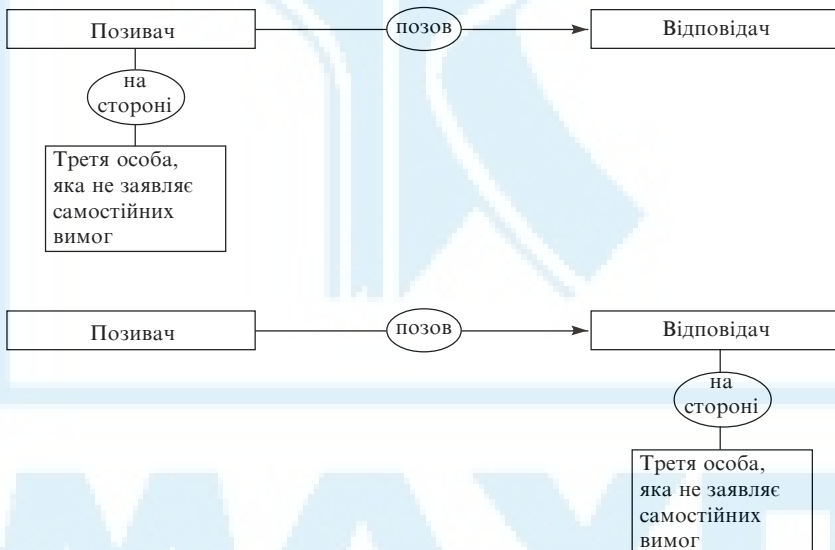 Позивач
позов
Відповідач
на
стороні
Третя особа,
яка не заявляє
самостійних
вимог
Позивач
позов
Відповідач
на
стороні
Третя особа,
яка не заявляє
самостійних
вимог